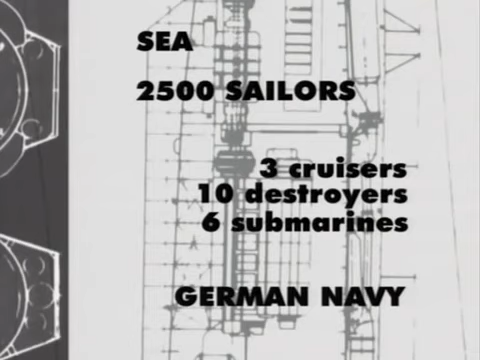 SEA
2500 SAILORS
3 cruisers
10 destroyers
6 submarines
GERMAN NAVY